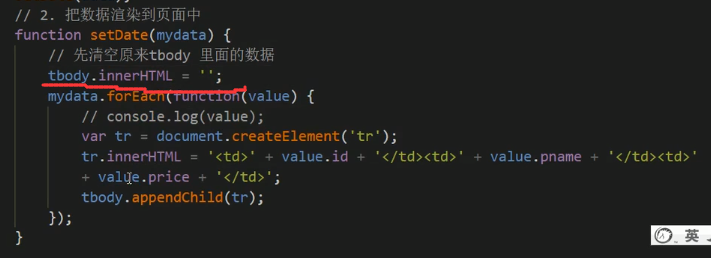 // 2. 把数据渲染到页面中
function setDate(mydata) {
// 先清空原来tbody 里面的数据
tbody.innerHTML = '';
mydata.forEach(function(value) {
// console.log(value);
var tr = document.createElement('tr');
tr.innerHTML = '<td>' + value.id + '</td><td>' + value.pname + '</td><td>'
+ value.price + '</td>';
tbody.appendChild(tr);
});
}
英